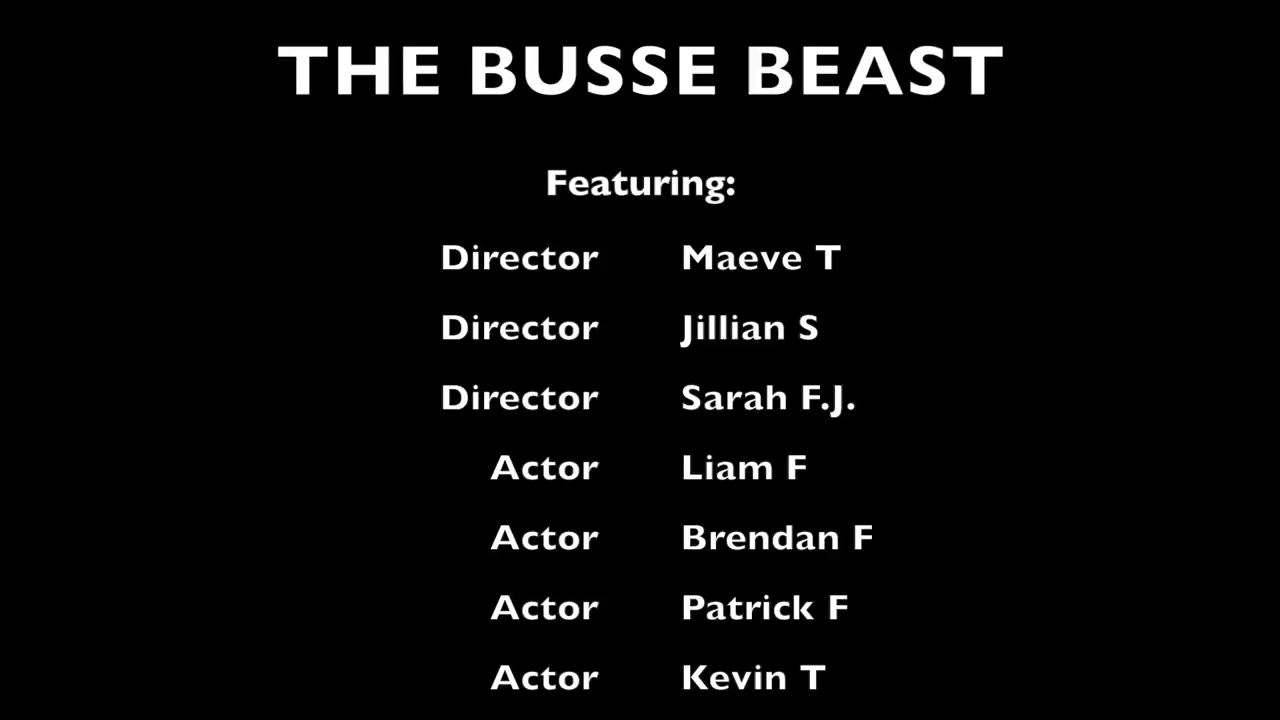 THE BUSSE BEAST
Featuring:
Director Maeve T
Director Jillian S
Director Sarah F.J.
Actor Liam F
Actor Brendan F
Actor Patrick F
Actor Kevin T